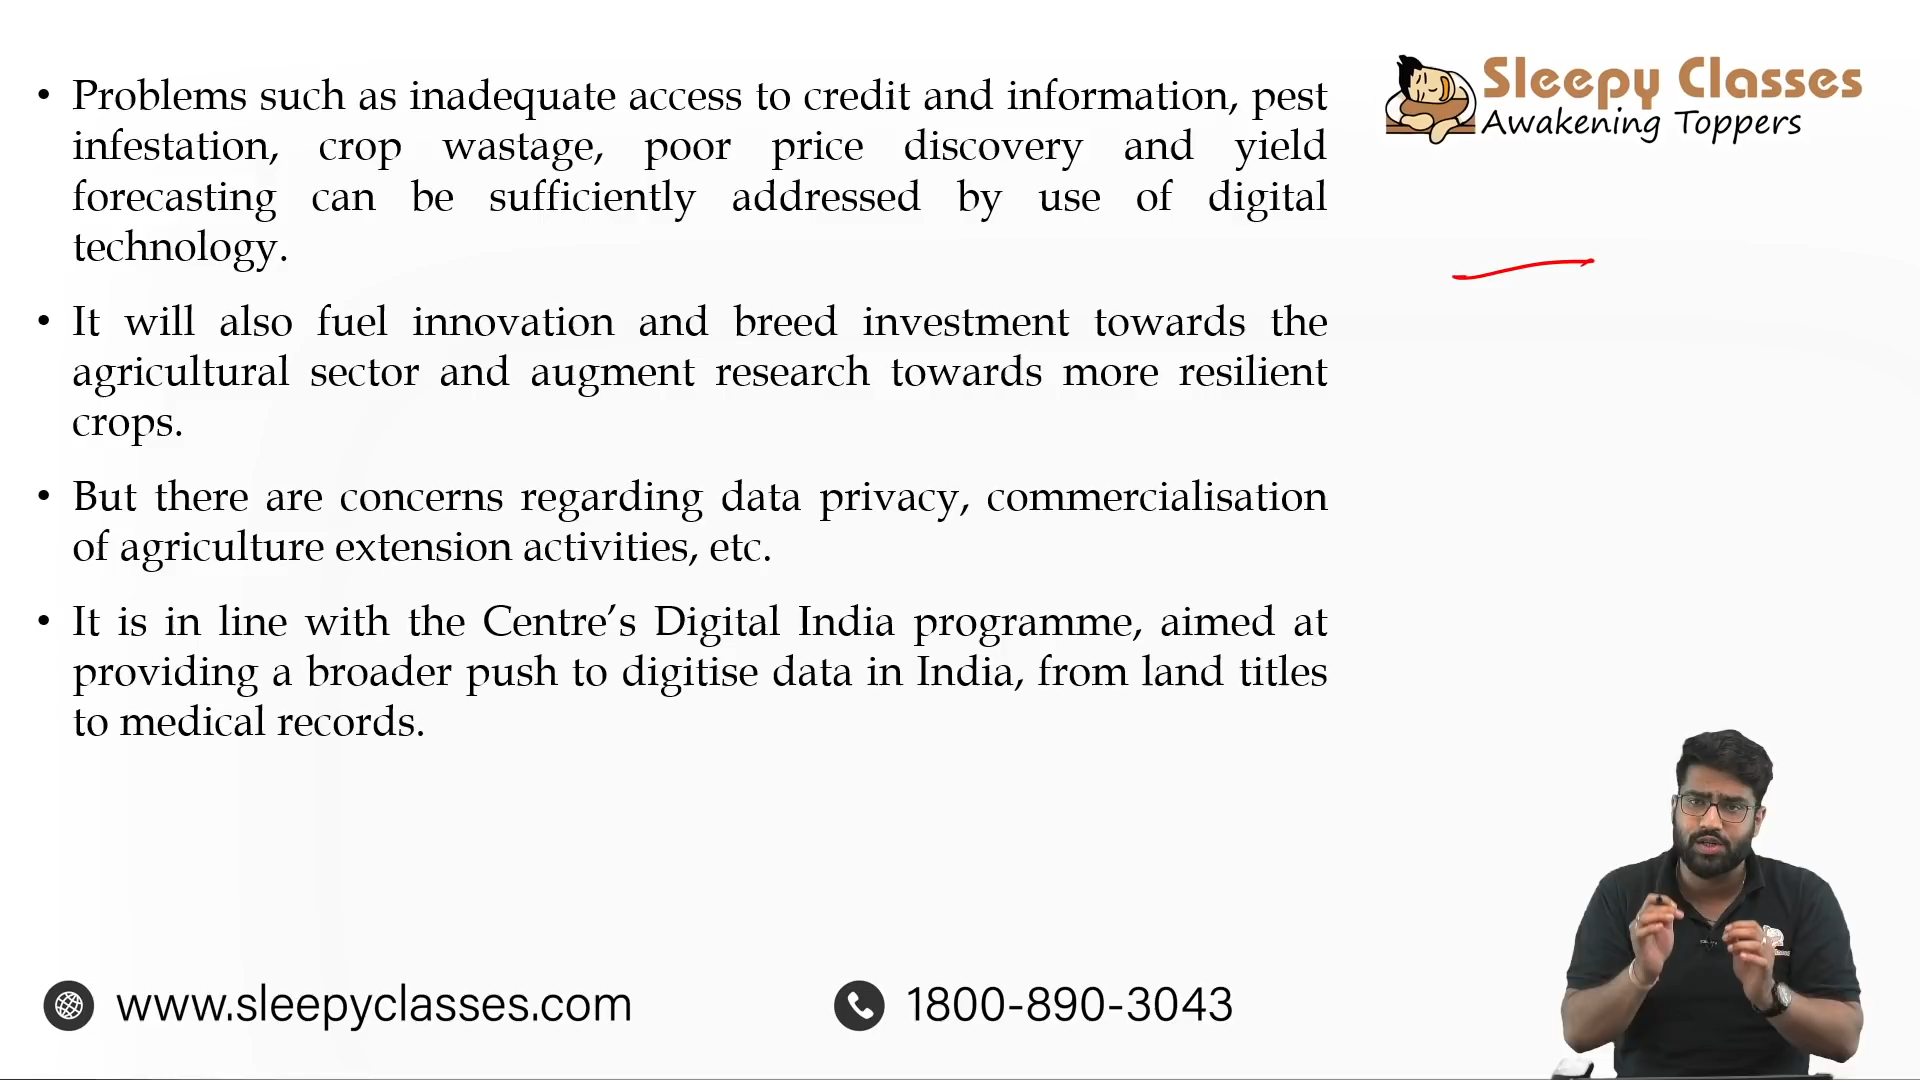 • Problems such as inadequate access to credit and information, pest
infestation, crop wastage, poor price discovery and yield
forecasting can be sufficiently addressed by use of digital
technology.
• It will also fuel innovation and breed investment towards the
agricultural sector and augment research towards more resilient
crops.
• But there are concerns regarding data privacy, commercialisation
of agriculture extension activities, etc.
• It is in line with the Centre’s Digital India programme, aimed at
providing a broader push to digitise data in India, from land titles
to medical records.
Sleepy Classes
Awakening Toppers
www.sleepyclasses.com
1800-890-3043